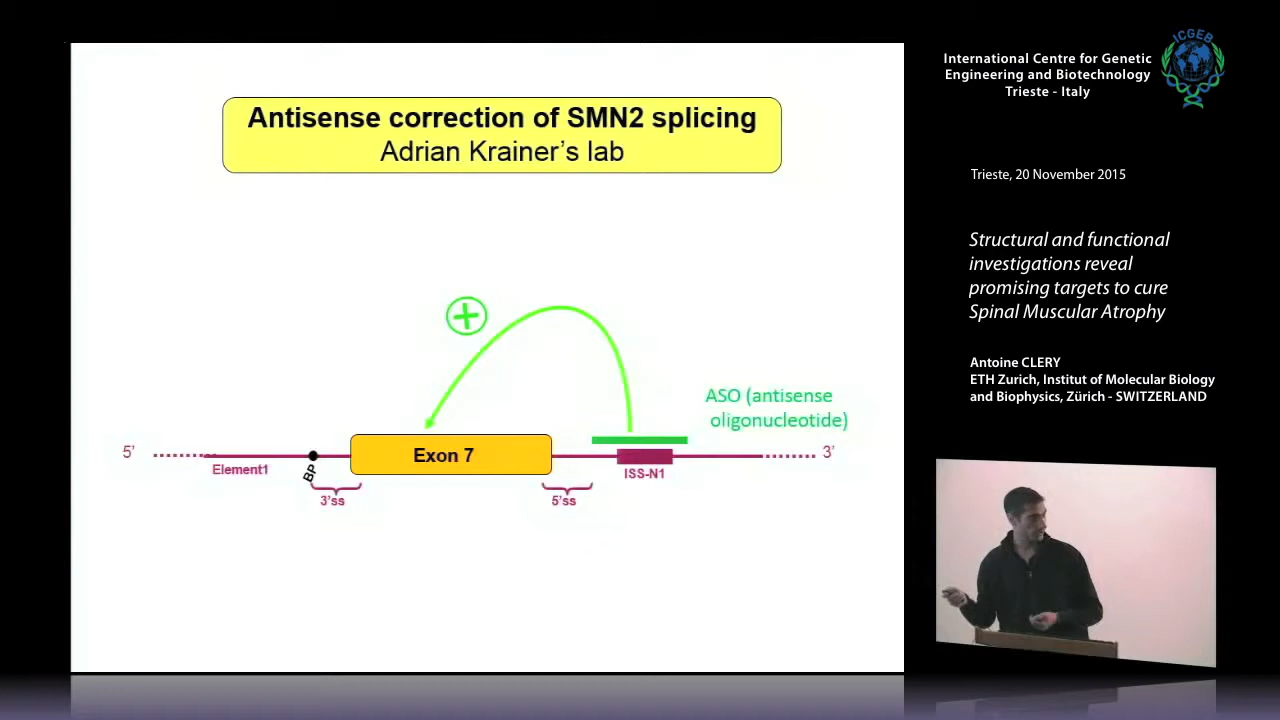 Antisense correction of SMN2 splicing
Adrian Krainer's lab
ASO (antisense
oligonucleotide)
5'
Element1
BP
3'ss
Exon 7
5'ss
ISS-N1
3'
ICGEB
International Centre for Genetic
Engineering and Biotechnology
Trieste - Italy
Trieste, 20 November 2015
Structural and functional
investigations reveal
promising targets to cure
Spinal Muscular Atrophy
Antoine CLERY
ETH Zurich, Institut of Molecular Biology
and Biophysics, Zürich - SWITZERLAND